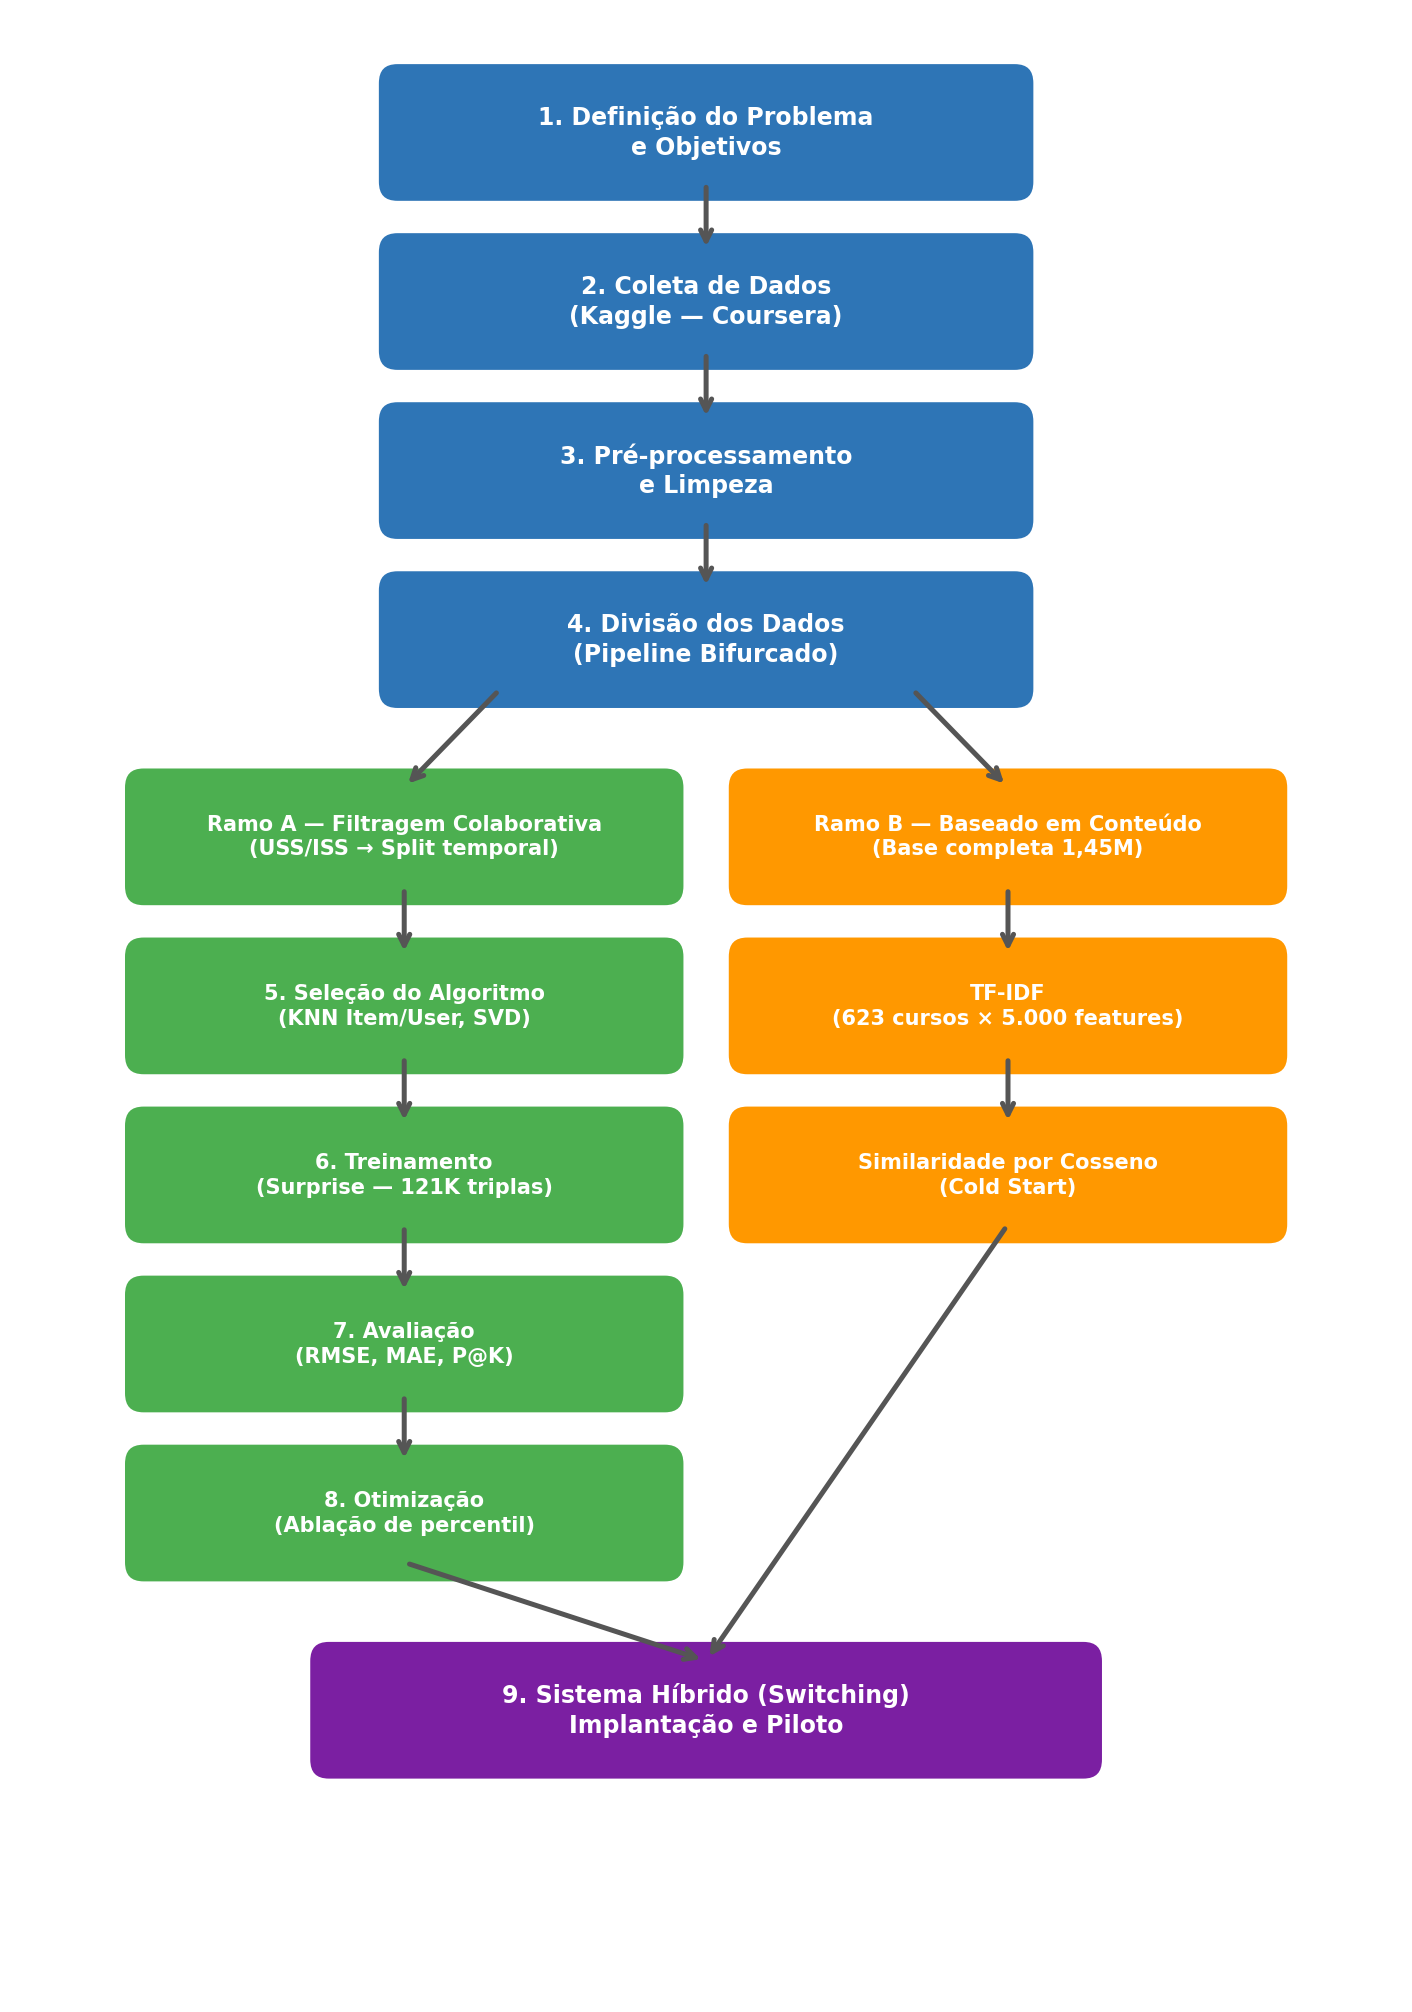 1. Definição do Problema
e Objetivos
2. Coleta de Dados
(Kaggle — Coursera)
3. Pré-processamento
e Limpeza
4. Divisão dos Dados
(Pipeline Bifurcado)
Ramo A — Filtragem Colaborativa
(USS/ISS → Split temporal)
Ramo B — Baseado em Conteúdo
(Base completa 1,45M)
5. Seleção do Algoritmo
(KNN Item/User, SVD)
TF-IDF
(623 cursos × 5.000 features)
6. Treinamento
(Surprise — 121K triplas)
Similaridade por Cosseno
(Cold Start)
7. Avaliação
(RMSE, MAE, P@K)
8. Otimização
(Ablação de percentil)
9. Sistema Híbrido (Switching)
Implantação e Piloto